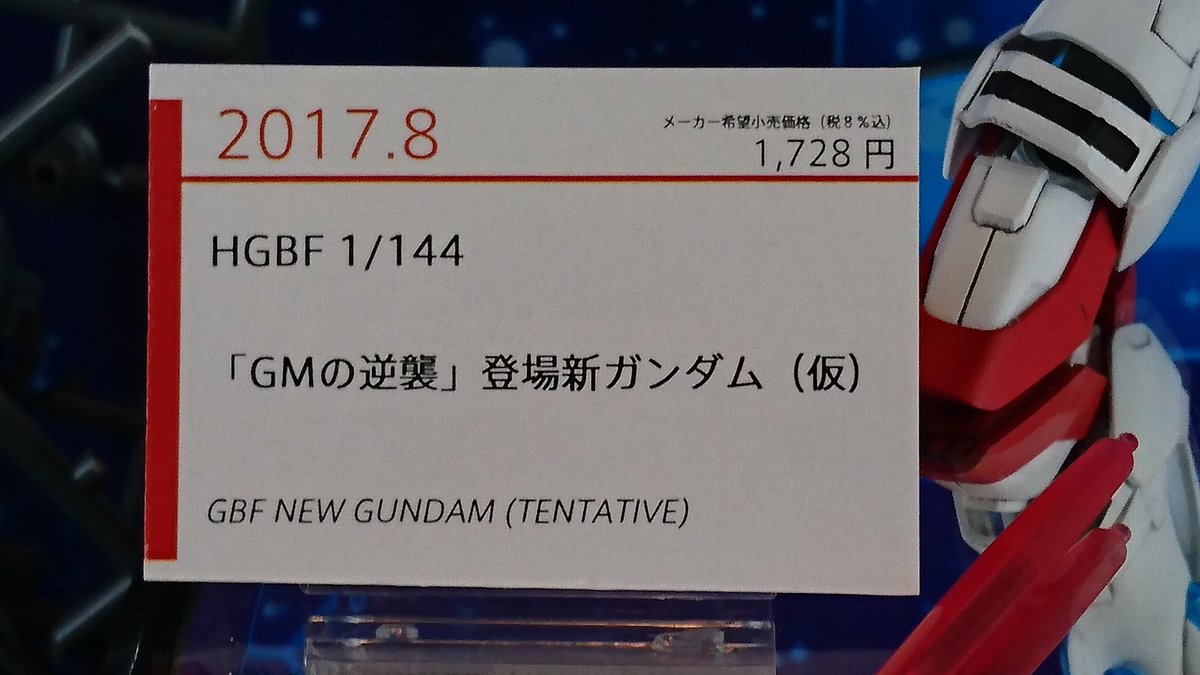 2017.8
メーカー希望小売価格（税8％込）
1,728 円
HGBF 1/144
「GMの逆襲」登場新ガンダム（仮）
GBF NEW GUNDAM (TENTATIVE)